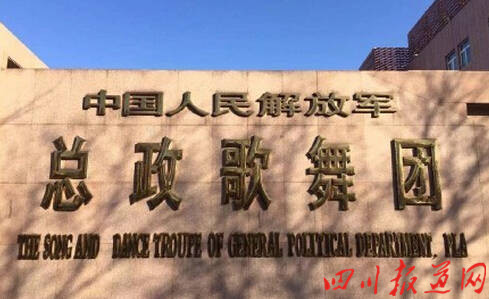 中国人民解放军
总政歌舞团
THE SONG AND DANCE TROUPE OF GENERAL POLITICAL DEPARTMENT, PLA
四川报道网